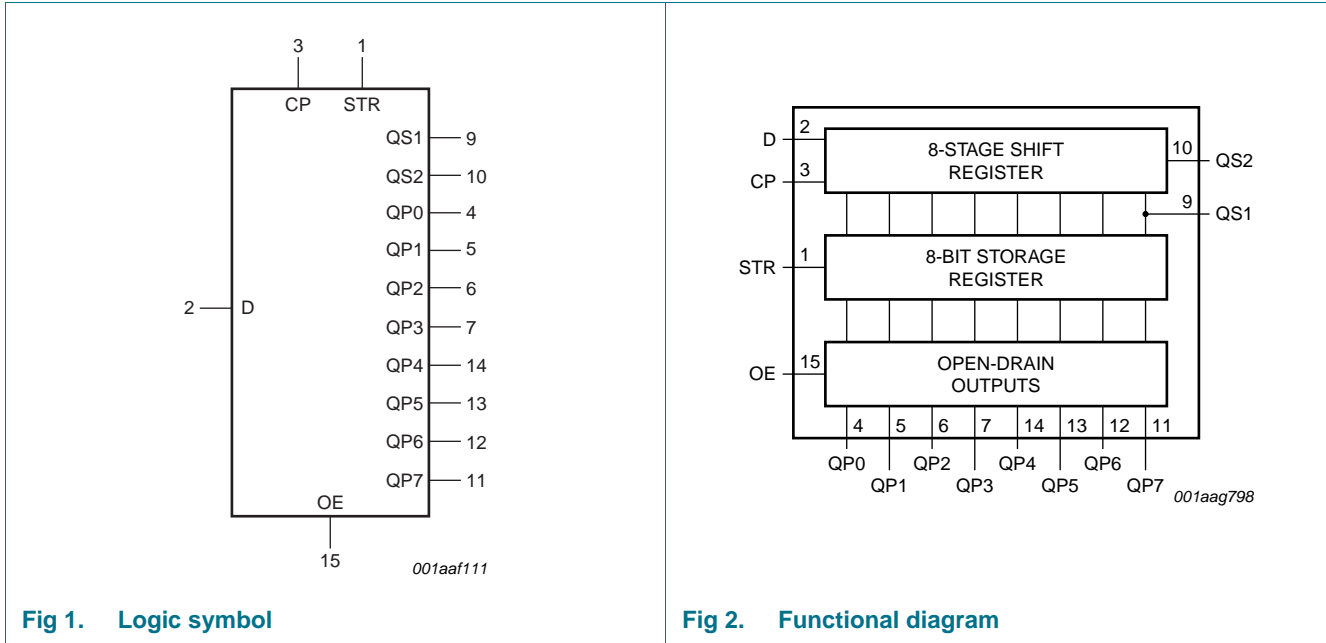 3 1
CP STR
QS1 9
QS2 10
QP0 4
QP1 5
QP2 6
QP3 7
2 D
QP4 14
QP5 13
QP6 12
QP7 11
OE
15
001aaf111
Fig 1. Logic symbol
D 2
8-STAGE SHIFT
REGISTER
10 QS2
CP 3
9 QS1
STR 1
8-BIT STORAGE
REGISTER
OE 15
OPEN-DRAIN
OUTPUTS
4 5 6 7 14 13 12 11
QP0 QP2 QP4 QP6
QP1 QP3 QP5 QP7
001aag798
Fig 2. Functional diagram